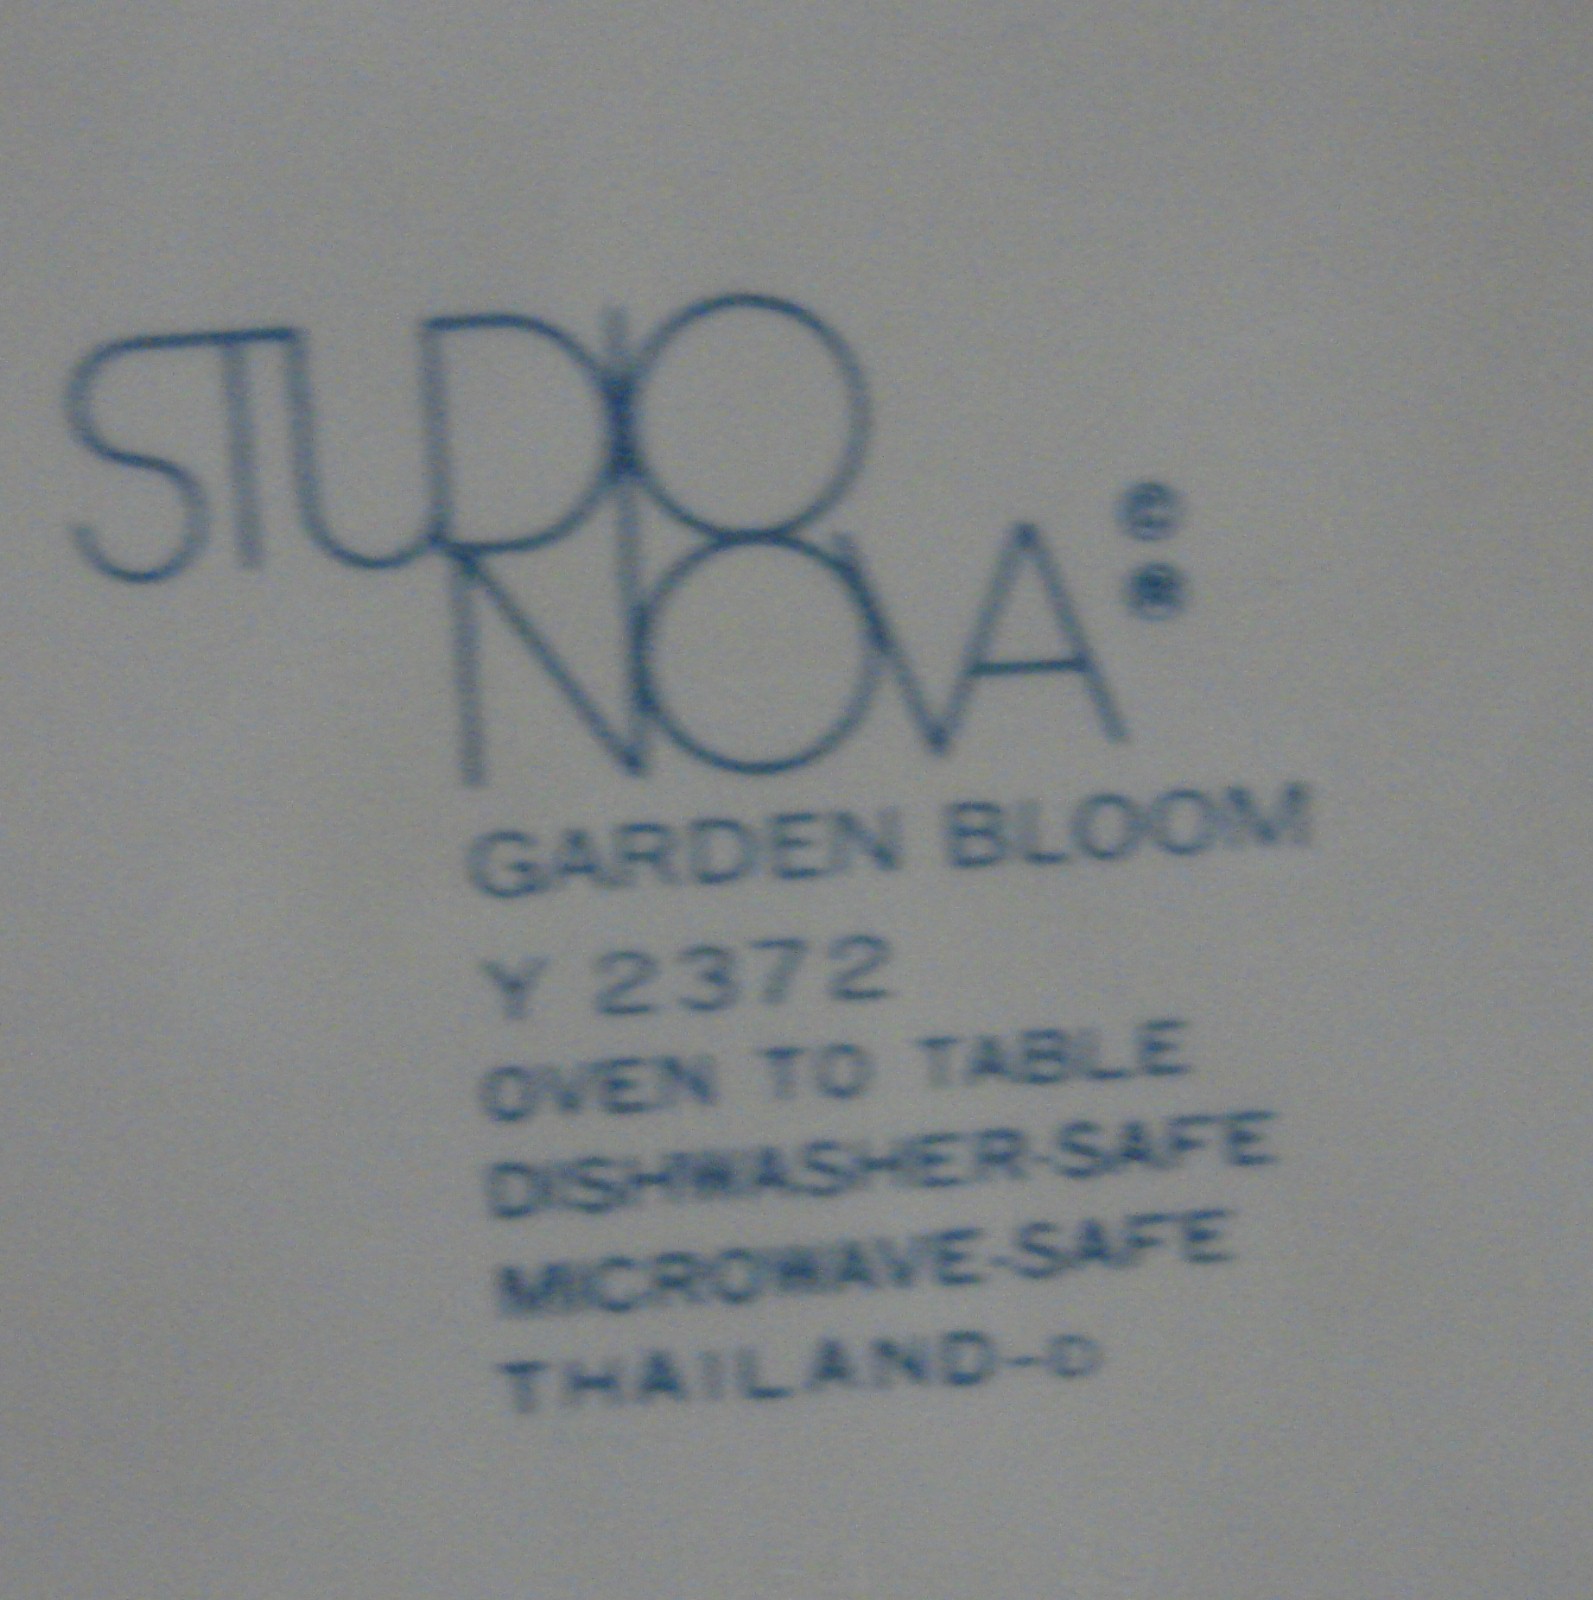 STUDIO
NOVA © ®
GARDEN BLOOM
Y 2372
OVEN TO TABLE
DISHWASHER-SAFE
MICROWAVE-SAFE
THAILAND-D